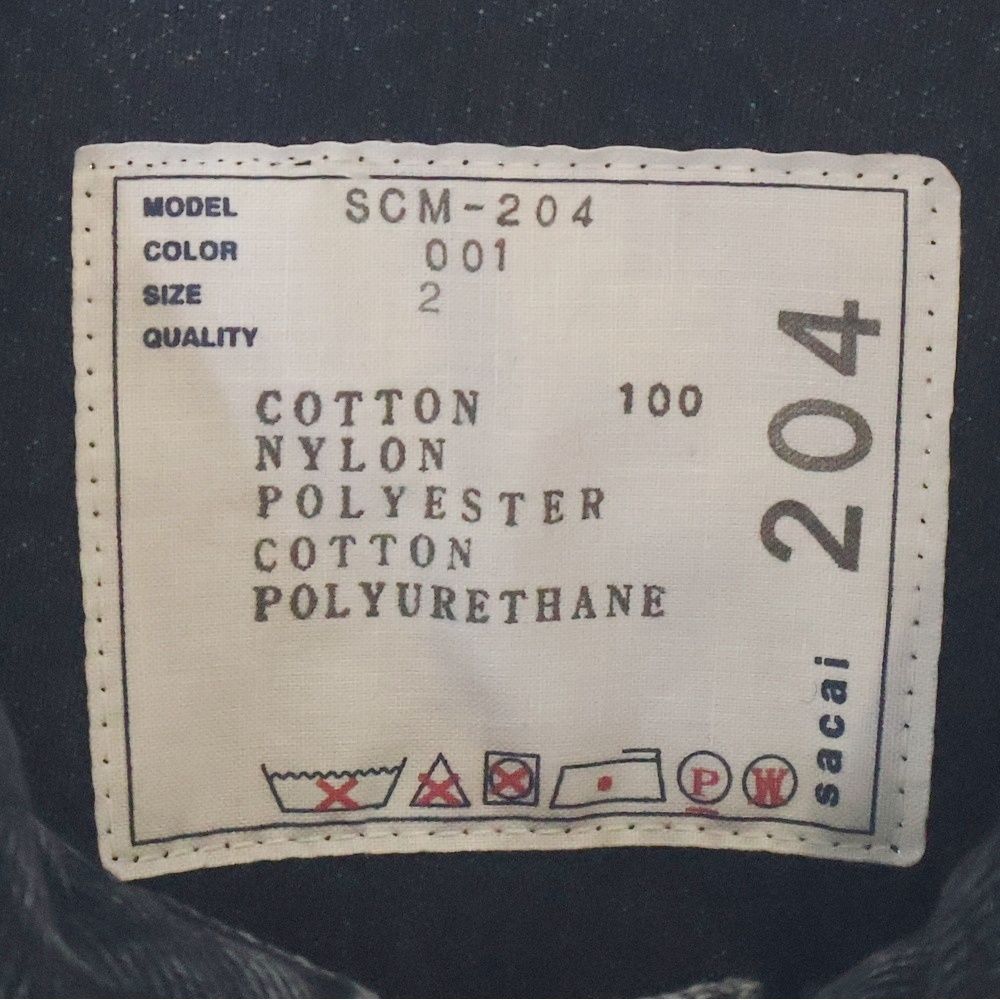 MODEL SCM-204
COLOR 001
SIZE 2
QUALITY
COTTON 100
NYLON
POLYESTER
COTTON
POLYURETHANE
P W
sacai 204